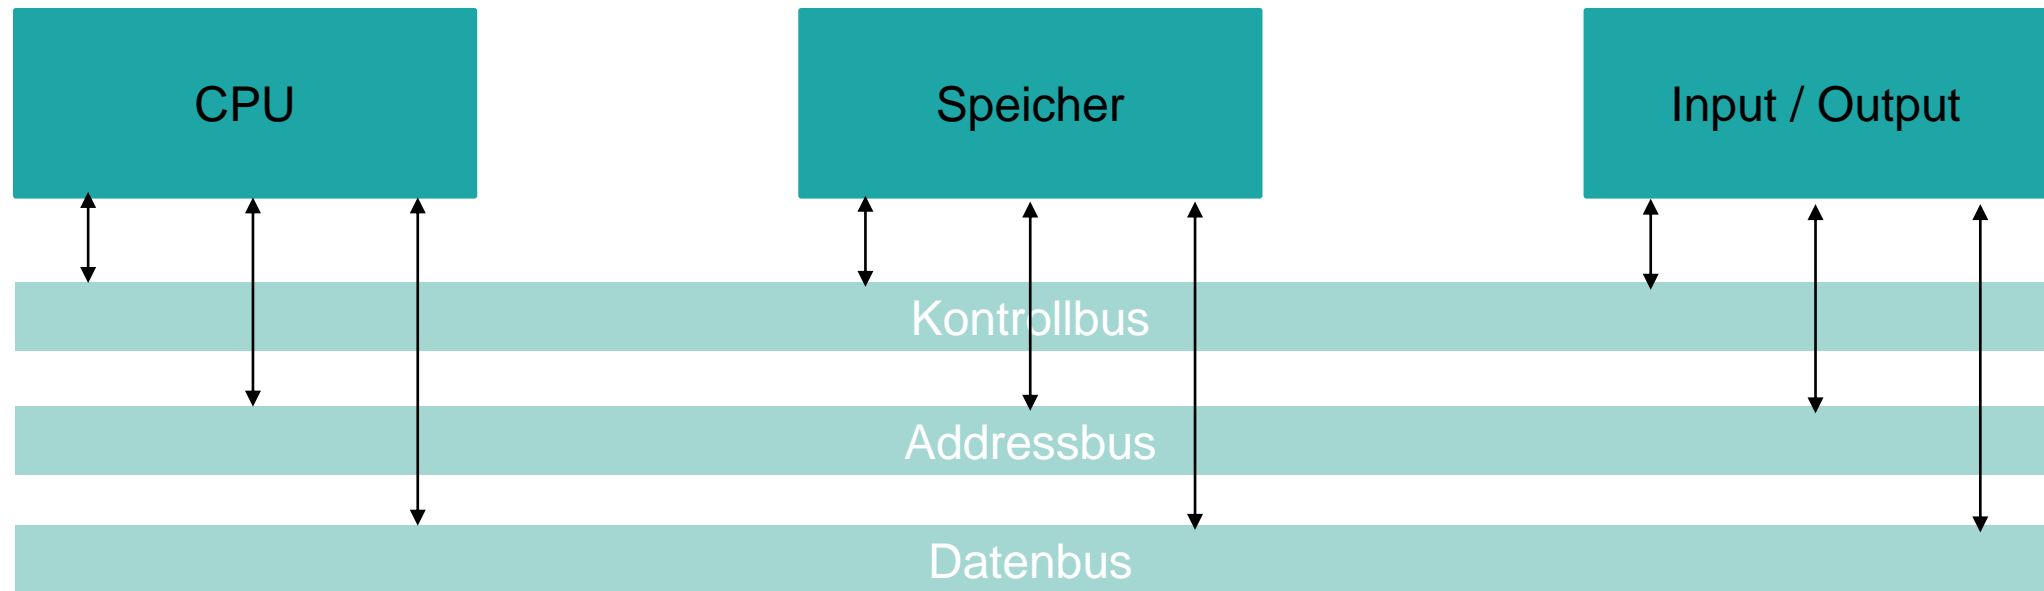 CPU
Speicher
Input / Output
Kontrollbus
Addressbus
Datenbus